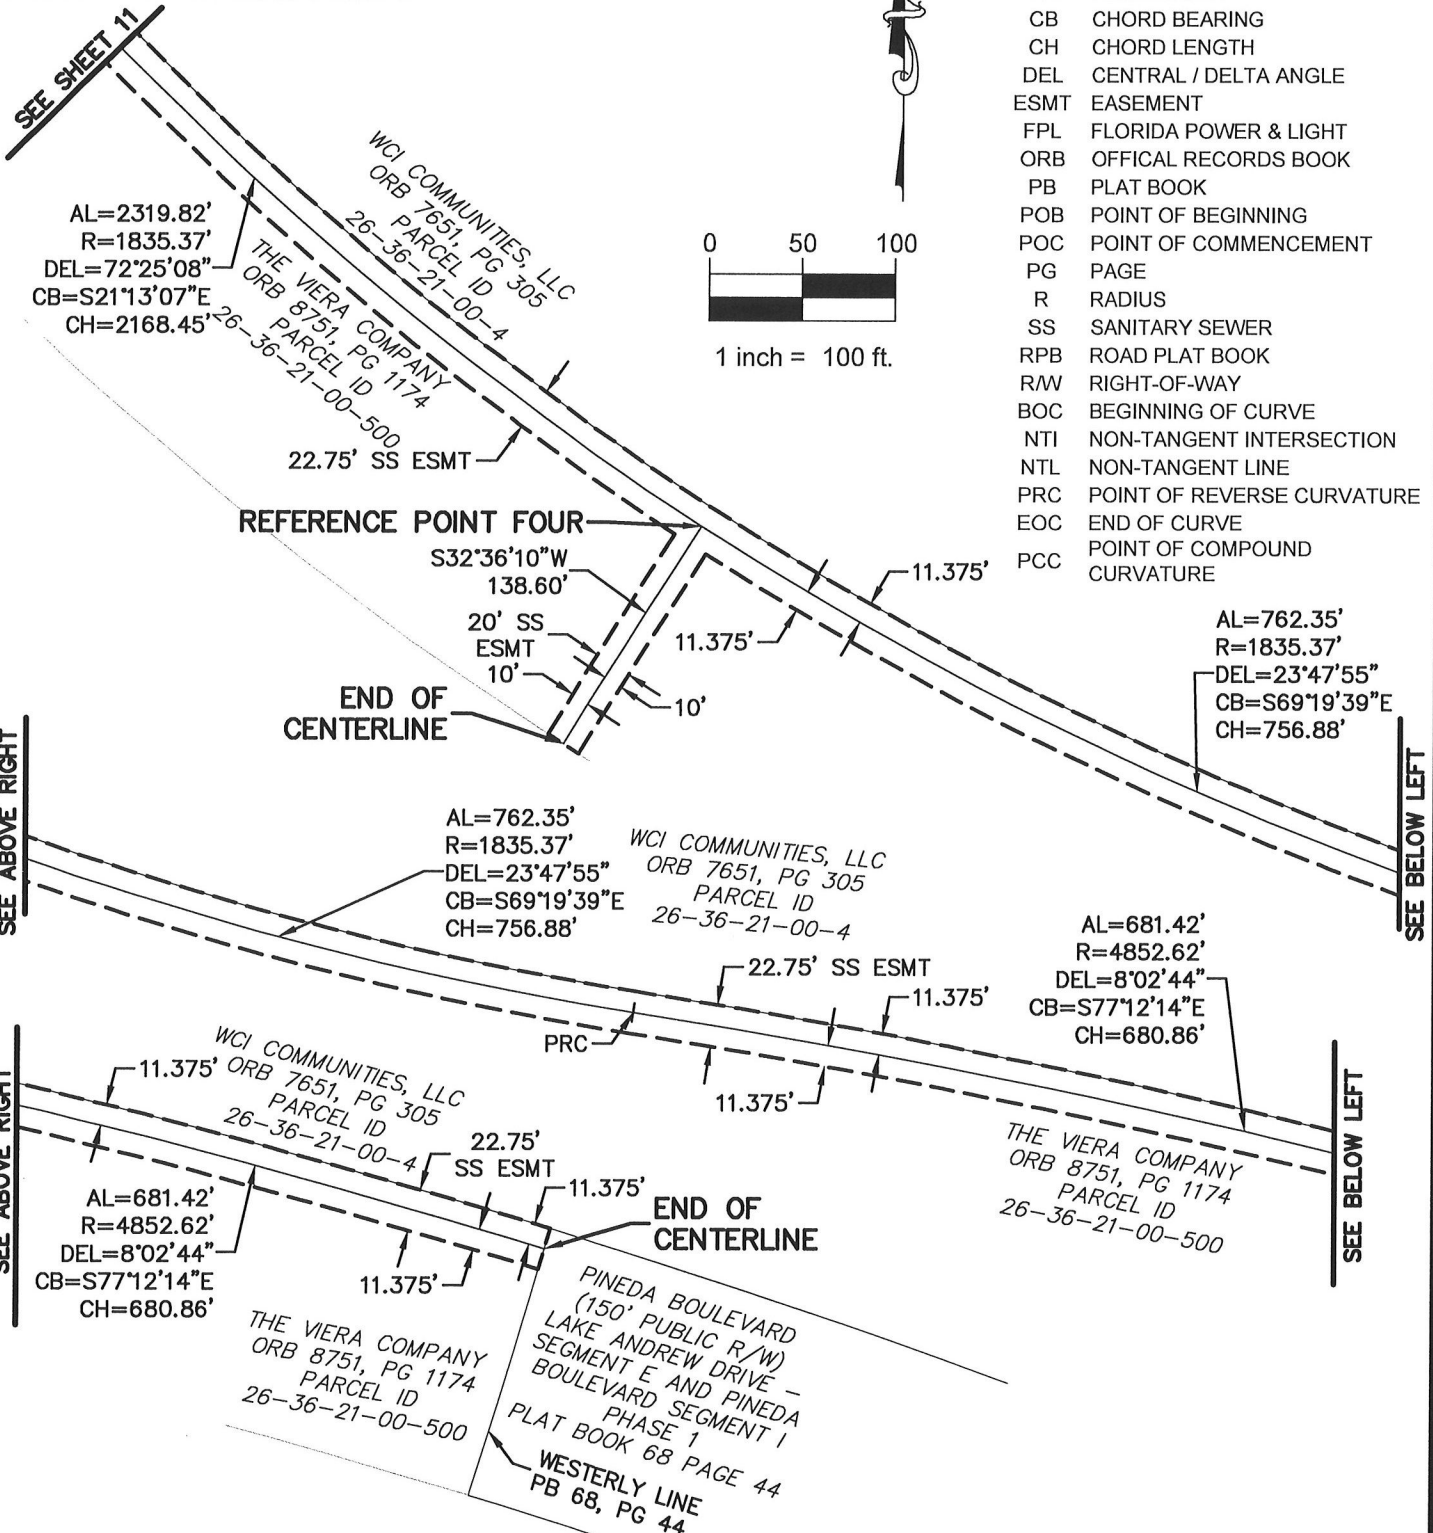 SEE SHEET 11
WCI COMMUNITIES, LLC
ORB 7651, PG 305
PARCEL ID
26-36-21-00-4
AL=2319.82'
R=1835.37'
DEL=72°25'08"
CB=S21°13'07"E
CH=2168.45'
THE VIERA COMPANY
ORB 8751, PG 1174
PARCEL ID
26-36-21-00-500
22.75' SS ESMT
0 50 100
1 inch = 100 ft.
CB CHORD BEARING
CH CHORD LENGTH
DEL CENTRAL / DELTA ANGLE
ESMT EASEMENT
FPL FLORIDA POWER & LIGHT
ORB OFFICAL RECORDS BOOK
PB PLAT BOOK
POB POINT OF BEGINNING
POC POINT OF COMMENCEMENT
PG PAGE
R RADIUS
SS SANITARY SEWER
RPB ROAD PLAT BOOK
R/W RIGHT-OF-WAY
BOC BEGINNING OF CURVE
NTI NON-TANGENT INTERSECTION
NTL NON-TANGENT LINE
PRC POINT OF REVERSE CURVATURE
EOC END OF CURVE
PCC POINT OF COMPOUND
CURVATURE
REFERENCE POINT FOUR
S32°36'10"W
138.60'
20' SS
ESMT
10'
10'
11.375'
11.375'
END OF
CENTERLINE
AL=762.35'
R=1835.37'
DEL=23°47'55"
CB=S69°19'39"E
CH=756.88'
SEE BELOW LEFT
SEE ABOVE RIGHT
AL=762.35'
R=1835.37'
DEL=23°47'55"
CB=S69°19'39"E
CH=756.88'
WCI COMMUNITIES, LLC
ORB 7651, PG 305
PARCEL ID
26-36-21-00-4
22.75' SS ESMT
11.375'
PRC
11.375'
AL=681.42'
R=4852.62'
DEL=8°02'44"
CB=S77°12'14"E
CH=680.86'
THE VIERA COMPANY
ORB 8751, PG 1174
PARCEL ID
26-36-21-00-500
SEE BELOW LEFT
SEE ABOVE RIGHT
11.375'
WCI COMMUNITIES, LLC
ORB 7651, PG 305
PARCEL ID
26-36-21-00-4
22.75'
SS ESMT
11.375'
END OF
CENTERLINE
AL=681.42'
R=4852.62'
DEL=8°02'44"
CB=S77°12'14"E
CH=680.86'
11.375'
THE VIERA COMPANY
ORB 8751, PG 1174
PARCEL ID
26-36-21-00-500
PINEDA BOULEVARD
(150' PUBLIC R/W)
LAKE ANDREW DRIVE -
SEGMENT E AND PINEDA
BOULEVARD SEGMENT I
PHASE 1
PLAT BOOK 68 PAGE 44
WESTERLY LINE
PB 68, PG 44